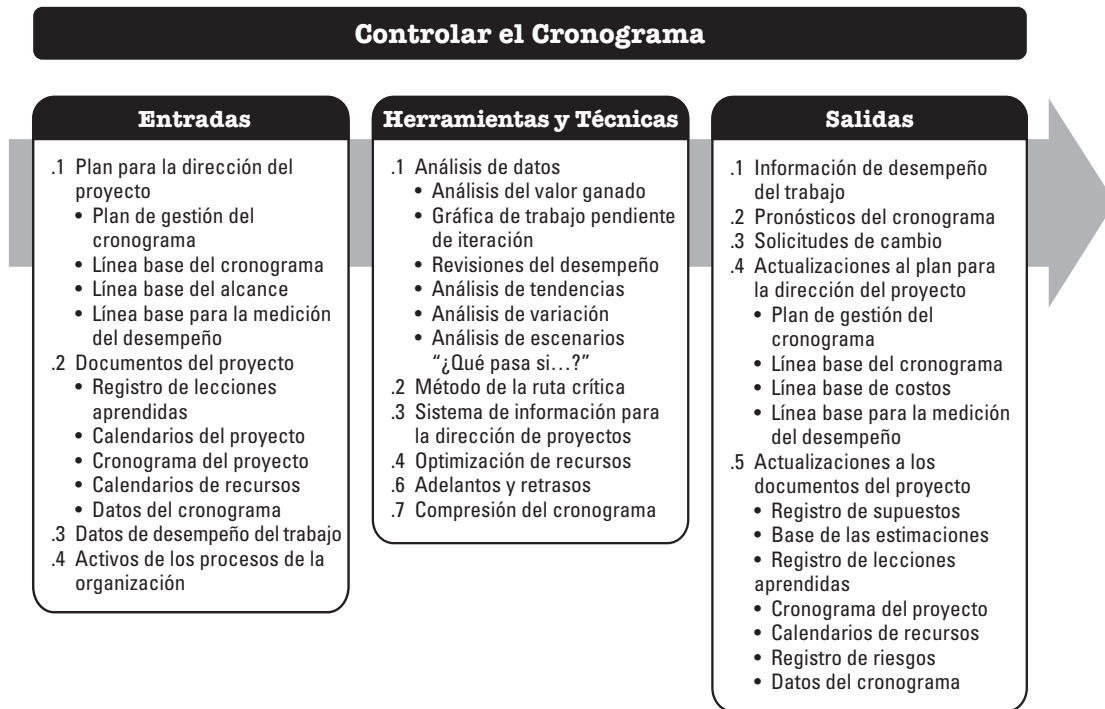 Controlar el Cronograma
Entradas
.1 Plan para la dirección del
proyecto
• Plan de gestión del
cronograma
• Línea base del cronograma
• Línea base del alcance
• Línea base para la medición
del desempeño
.2 Documentos del proyecto
• Registro de lecciones
aprendidas
• Calendarios del proyecto
• Cronograma del proyecto
• Calendarios de recursos
• Datos del cronograma
.3 Datos de desempeño del trabajo
.4 Activos de los procesos de la
organización
Herramientas y Técnicas
.1 Análisis de datos
• Análisis del valor ganado
• Gráfica de trabajo pendiente
de iteración
• Revisiones del desempeño
• Análisis de tendencias
• Análisis de variación
• Análisis de escenarios
“¿Qué pasa si…?”
.2 Método de la ruta crítica
.3 Sistema de información para
la dirección de proyectos
.4 Optimización de recursos
.6 Adelantos y retrasos
.7 Compresión del cronograma
Salidas
.1 Información de desempeño
del trabajo
.2 Pronósticos del cronograma
.3 Solicitudes de cambio
.4 Actualizaciones al plan para
la dirección del proyecto
• Plan de gestión del
cronograma
• Línea base del cronograma
• Línea base de costos
• Línea base para la medición
del desempeño
.5 Actualizaciones a los
documentos del proyecto
• Registro de supuestos
• Base de las estimaciones
• Registro de lecciones
aprendidas
• Cronograma del proyecto
• Calendarios de recursos
• Registro de riesgos
• Datos del cronograma